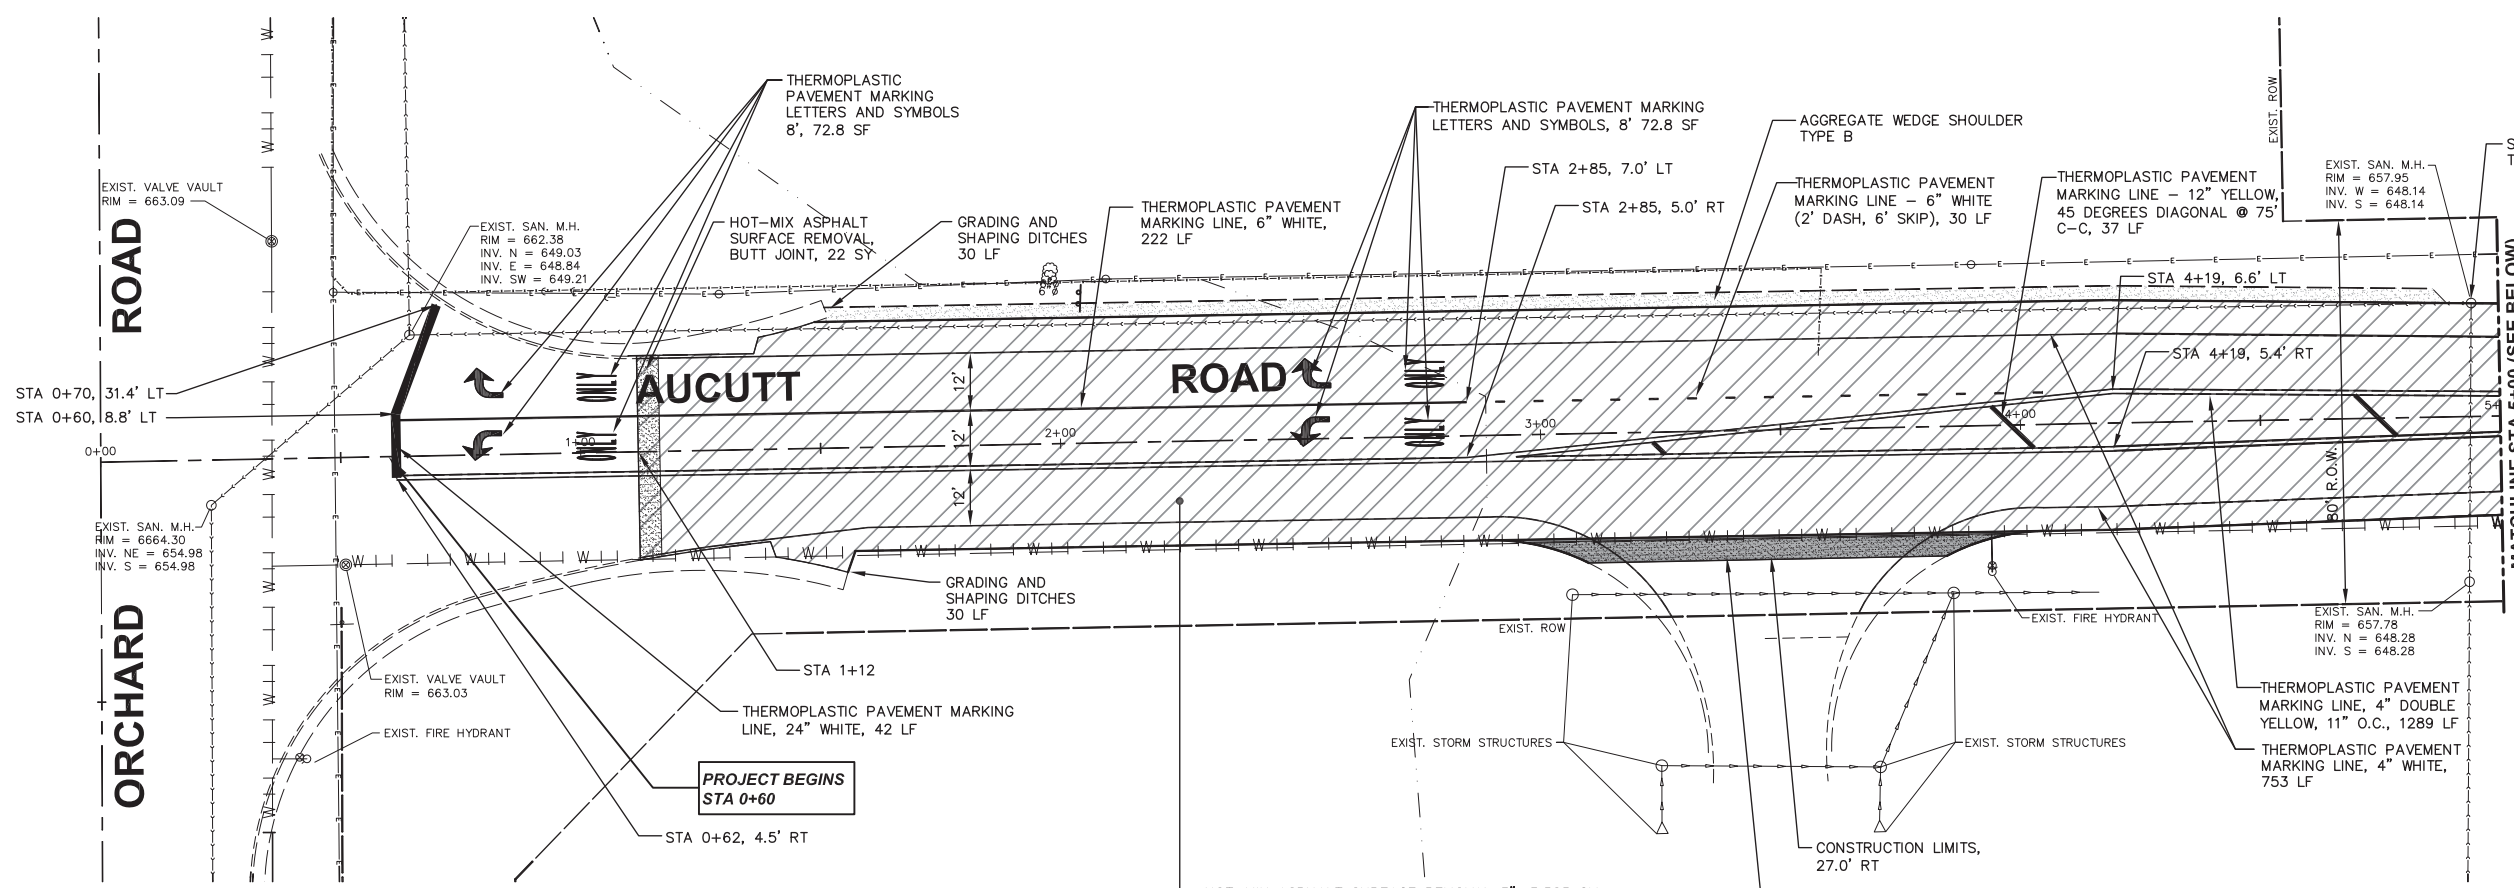 THERMOPLASTIC
PAVEMENT MARKING
LETTERS AND SYMBOLS
8', 72.8 SF
THERMOPLASTIC PAVEMENT MARKING
LETTERS AND SYMBOLS, 8' 72.8 SF
AGGREGATE WEDGE SHOULDER
TYPE B
EXIST. ROW
STA 2+85, 7.0' LT
STA 2+85, 5.0' RT
THERMOPLASTIC PAVEMENT
MARKING LINE – 6" WHITE
(2' DASH, 6' SKIP), 30 LF
THERMOPLASTIC PAVEMENT
MARKING LINE – 12" YELLOW,
45 DEGREES DIAGONAL @ 75'
C–C, 37 LF
EXIST. SAN. M.H.
RIM = 657.95
INV. W = 648.14
INV. S = 648.14
EXIST. VALVE VAULT
RIM = 663.09
EXIST. SAN. M.H.
RIM = 662.38
INV. N = 649.03
INV. E = 648.84
INV. SW = 649.21
HOT–MIX ASPHALT
SURFACE REMOVAL,
BUTT JOINT, 22 SY
GRADING AND
SHAPING DITCHES
30 LF
THERMOPLASTIC PAVEMENT
MARKING LINE, 6" WHITE,
222 LF
STA 4+19, 6.6' LT
STA 4+19, 5.4' RT
ROAD
ORCHARD
STA 0+70, 31.4' LT
STA 0+60, 8.8' LT
0+00
1+00
2+00
3+00
4+00
5+
AUCUTT
ROAD
12'
12'
12'
ONLY
ONLY
ONLY
ONLY
80' R.O.W.
MATCHLINE STA 5+00 (SEE BELOW)
EXIST. SAN. M.H.
RIM = 6664.30
INV. NE = 654.98
INV. S = 654.98
GRADING AND
SHAPING DITCHES
30 LF
EXIST. ROW
EXIST. FIRE HYDRANT
EXIST. SAN. M.H.
RIM = 657.78
INV. N = 648.28
INV. S = 648.28
STA 1+12
EXIST. VALVE VAULT
RIM = 663.03
EXIST. FIRE HYDRANT
THERMOPLASTIC PAVEMENT MARKING
LINE, 24" WHITE, 42 LF
PROJECT BEGINS
STA 0+60
STA 0+62, 4.5' RT
EXIST. STORM STRUCTURES
EXIST. STORM STRUCTURES
THERMOPLASTIC PAVEMENT
MARKING LINE, 4" DOUBLE
YELLOW, 11" O.C., 1289 LF
THERMOPLASTIC PAVEMENT
MARKING LINE, 4" WHITE,
753 LF
CONSTRUCTION LIMITS,
27.0' RT